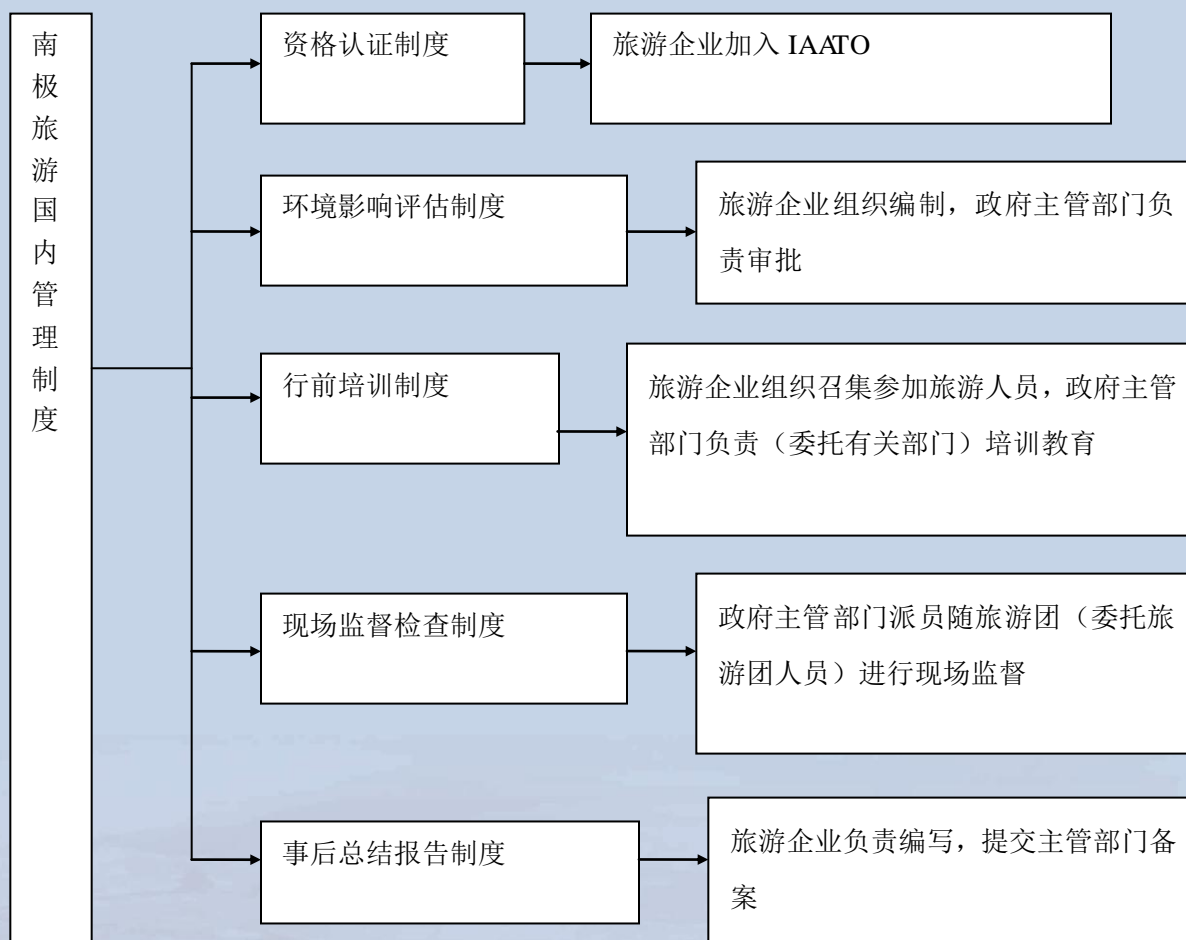 南极旅游国内管理制度
资格认证制度
旅游企业加入 IAATO
环境影响评估制度
旅游企业组织编制，政府主管部门负
责审批
行前培训制度
旅游企业组织召集参加旅游人员，政府主管
部门负责（委托有关部门）培训教育
现场监督检查制度
政府主管部门派员随旅游团（委托旅
游团人员）进行现场监督
事后总结报告制度
旅游企业负责编写，提交主管部门备
案